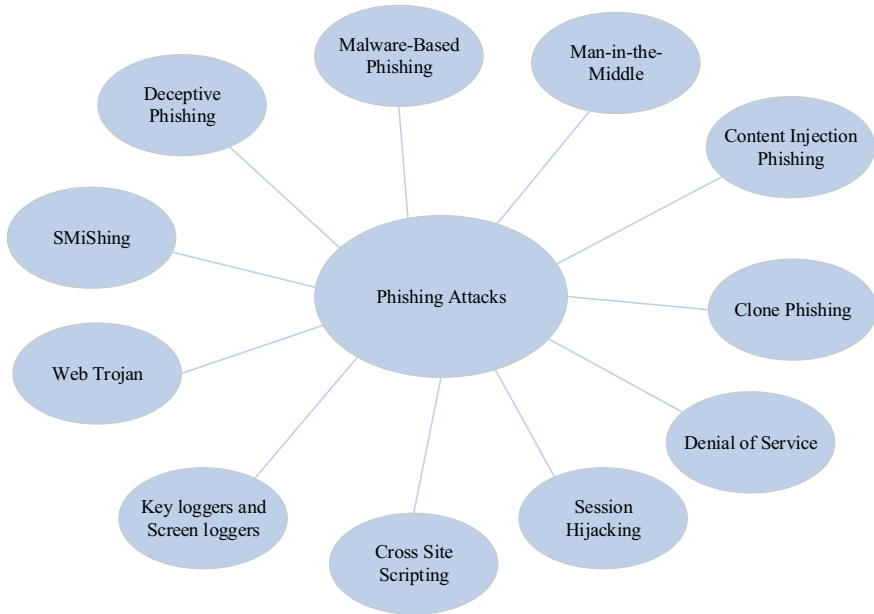 Malware-Based
Phishing
Man-in-the-
Middle
Deceptive
Phishing
Content Injection
Phishing
SMiShing
Phishing Attacks
Clone Phishing
Web Trojan
Denial of Service
Key loggers and
Screen loggers
Session
Hijacking
Cross Site
Scripting